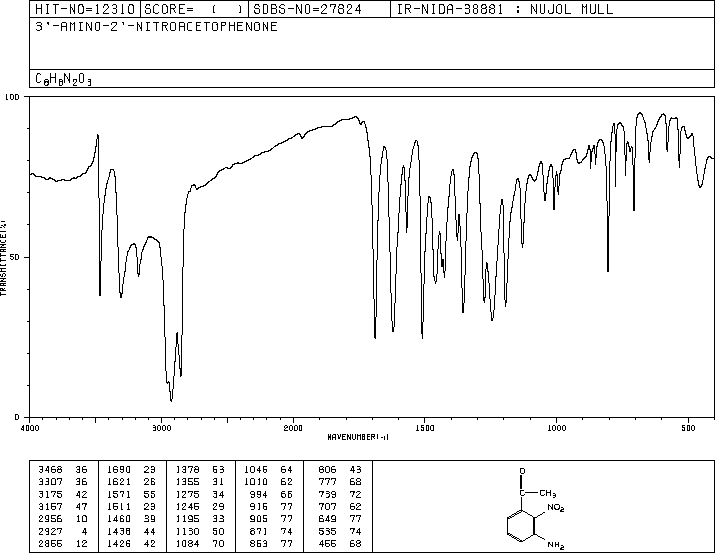 HIT-NO=12310 SCORE= ( ) SDBS-NO=27824 IR-NIDA-38881 : NUJOL MULL
3'-AMINO-2'-NITROACETOPHENONE
C8H8N2O3
100
50
0
TRANSMITTANCE(%)
4000 3000 2000 1500 1000 500
WAVENUMBER(-1)
3468 36 1690 23 1378 53 1045 64 806 43
3307 36 1621 26 1355 31 1010 62 777 68
3175 42 1571 55 1275 34 994 66 739 72
3167 47 1511 23 1245 29 916 77 707 62
2956 10 1460 39 1195 33 905 77 649 77
2927 4 1438 44 1130 50 871 74 535 74
2855 12 1426 42 1084 70 853 77 456 68
O
C CH3
NO2
NH2